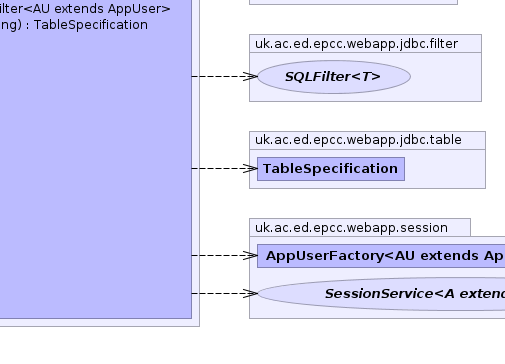 ilter<AU extends AppUser>
ng) : TableSpecification
uk.ac.ed.epcc.webapp.jdbc.filter
SQLFilter<T>
uk.ac.ed.epcc.webapp.jdbc.table
TableSpecification
uk.ac.ed.epcc.webapp.session
AppUserFactory<AU extends Ap
SessionService<A extend